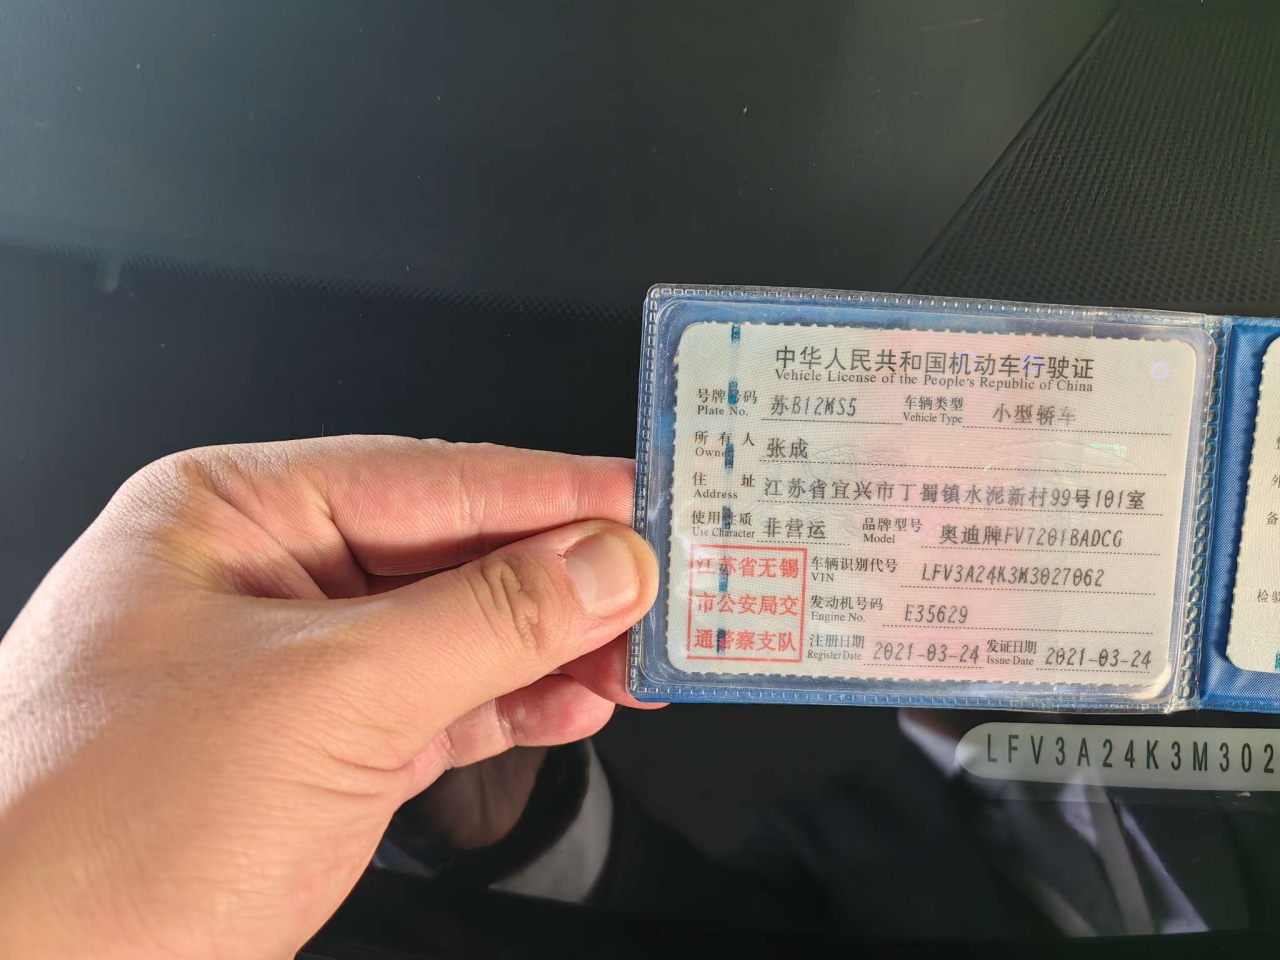 中华人民共和国机动车行驶证
Vehicle License of the People's Republic of China
号牌号码 Plate No. 苏B12MS5 车辆类型 Vehicle Type 小型轿车
所有人 Owner 张成
住址 Address 江苏省宜兴市丁蜀镇水泥新村99号101室
使用性质 Use Character 非营运 品牌型号 Model 奥迪牌FV7201BADCG
江苏省无锡
市公安局交
通警察支队
车辆识别代号 VIN LFV3A24K3M3027062
发动机号码 Engine No. E35629
注册日期 Register Date 2021-03-24 发证日期 Issue Date 2021-03-24
外
备
检验
LFV3A24K3M302